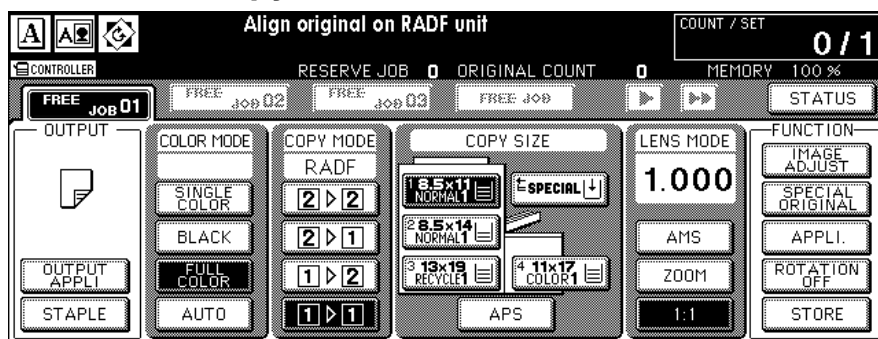 A A Align original on RADF unit COUNT / SET
0 / 1
CONTROLLER RESERVE JOB 0 ORIGINAL COUNT 0 MEMORY 100 %
FREE JOB 01 FREE JOB 02 FREE JOB 03 FREE JOB STATUS
OUTPUT
OUTPUT APPLI
STAPLE
COLOR MODE
SINGLE COLOR
BLACK
FULL COLOR
AUTO
COPY MODE
RADF
2 ▷ 2
2 ▷ 1
1 ▷ 2
1 ▷ 1
COPY SIZE
1 8.5x11
NORMAL1
SPECIAL
2 8.5x14
NORMAL1
3 13x19
RECYCLE1
4 11x17
COLOR1
APS
LENS MODE
1.000
AMS
ZOOM
1:1
FUNCTION
IMAGE
ADJUST
SPECIAL
ORIGINAL
APPLI.
ROTATION
OFF
STORE